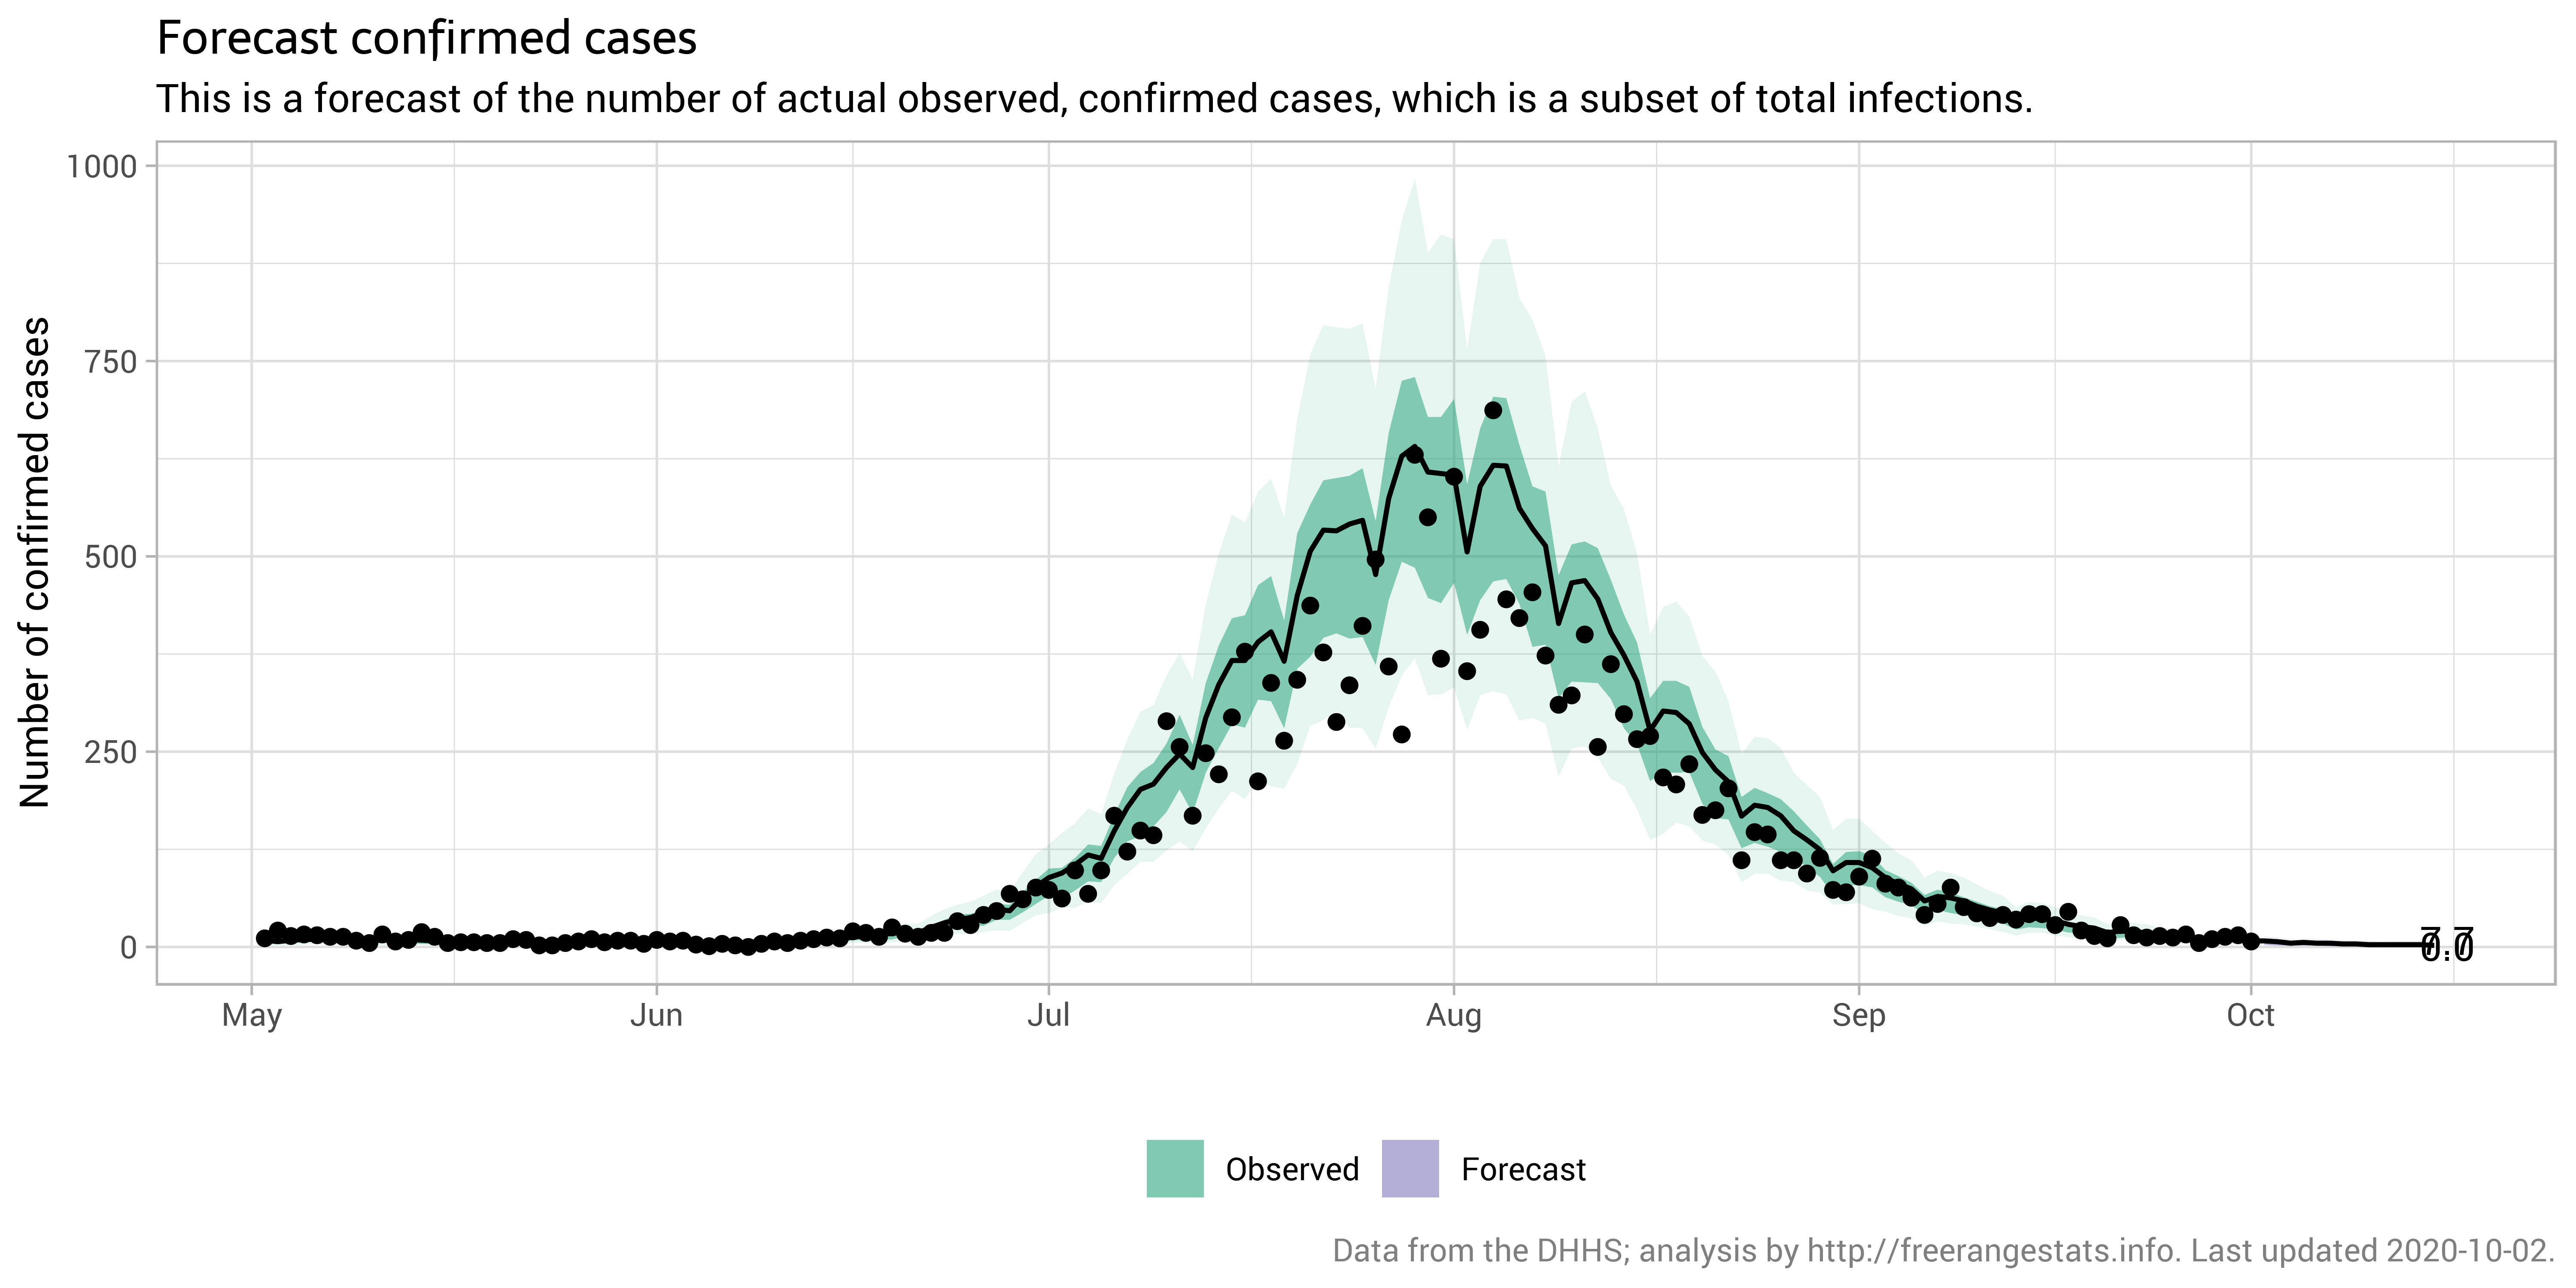 Forecast confirmed cases
This is a forecast of the number of actual observed, confirmed cases, which is a subset of total infections.
Number of confirmed cases
1000
750
500
250
0
May Jun Jul Aug Sep Oct
Observed Forecast
Data from the DHHS; analysis by http://freerangestats.info. Last updated 2020-10-02.